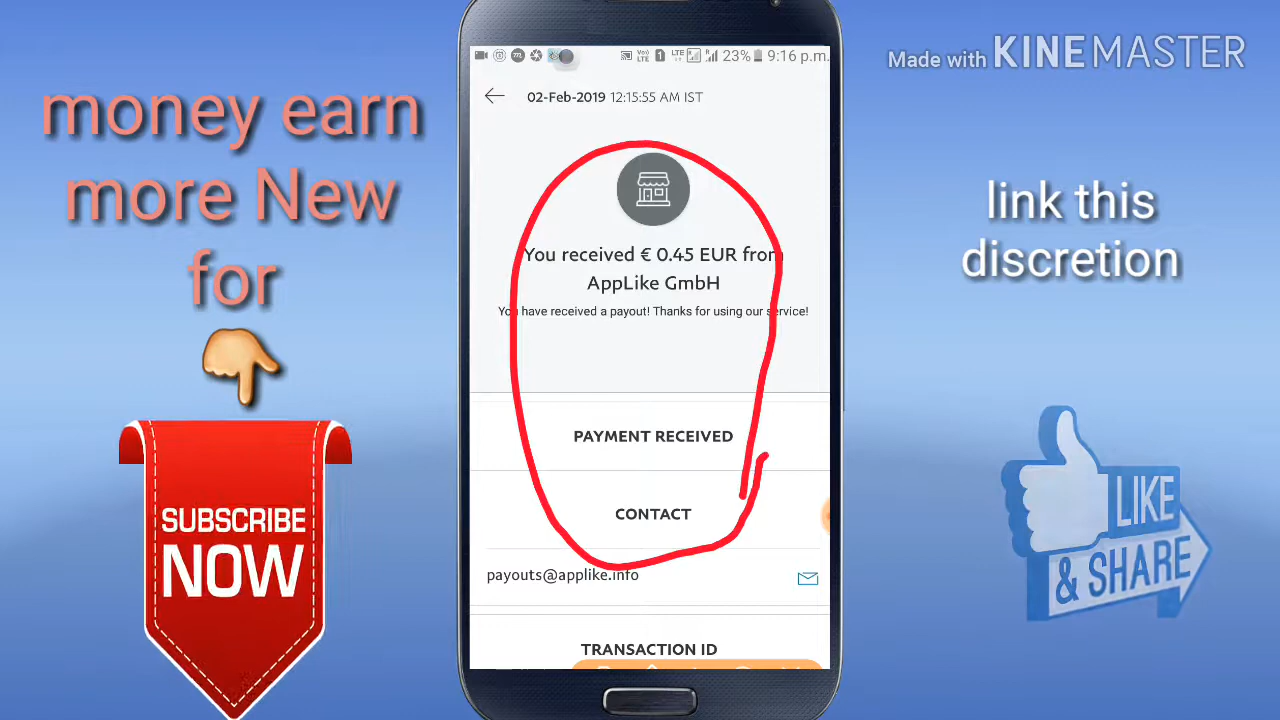 money earn
more New
for
SUBSCRIBE
NOW
23% 9:16 p.m.
02-Feb-2019 12:15:55 AM IST
You received € 0.45 EUR from
AppLike GmbH
You have received a payout! Thanks for using our service!
PAYMENT RECEIVED
CONTACT
payouts@applike.info
TRANSACTION ID
Made with KINEMASTER
link this
discretion
LIKE
& SHARE